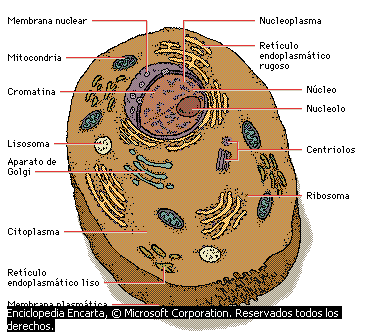 Membrana nuclear
Nucleoplasma
Retículo
endoplasmático
rugoso
Mitocondria
Cromatina
Núcleo
Nucleolo
Lisosoma
Centriolos
Aparato de
Golgi
Ribosoma
Citoplasma
Retículo
endoplasmático liso
Membrana plasmática
Enciclopedia Encarta, © Microsoft Corporation. Reservados todos los
derechos.